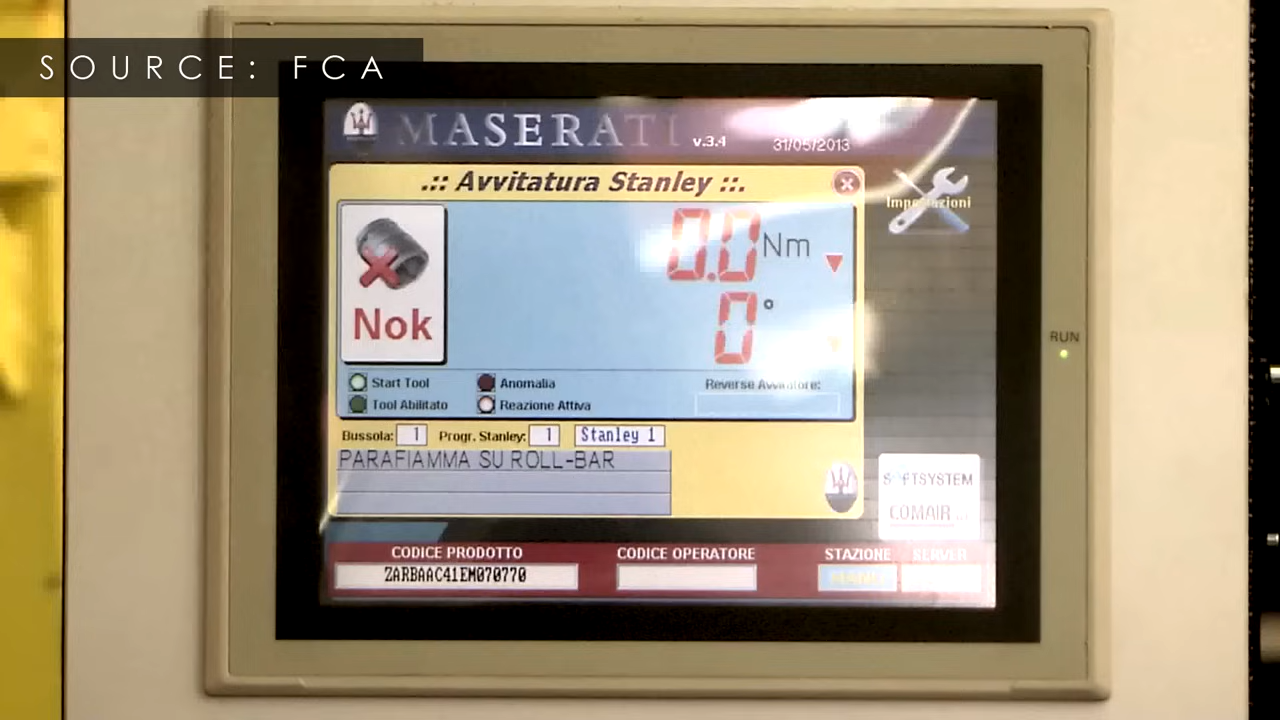 SOURCE: FCA
MASERATI
v.3.4
31/05/2013
.:: Avvitatura Stanley ::.
Impostazioni
0.0 Nm
Nok
0°
Start Tool
Anomalia
Reverse Avvitatore:
Tool Abilitato
Reazione Attiva
Bussola: 1 Progr. Stanley: 1 Stanley 1
PARAFIAMMA SU ROLL-BAR
SOFTSYSTEM
COMAIR
RUN
CODICE PRODOTTO
CODICE OPERATORE
STAZIONE
SERVER
ZARBAAC41EM070770